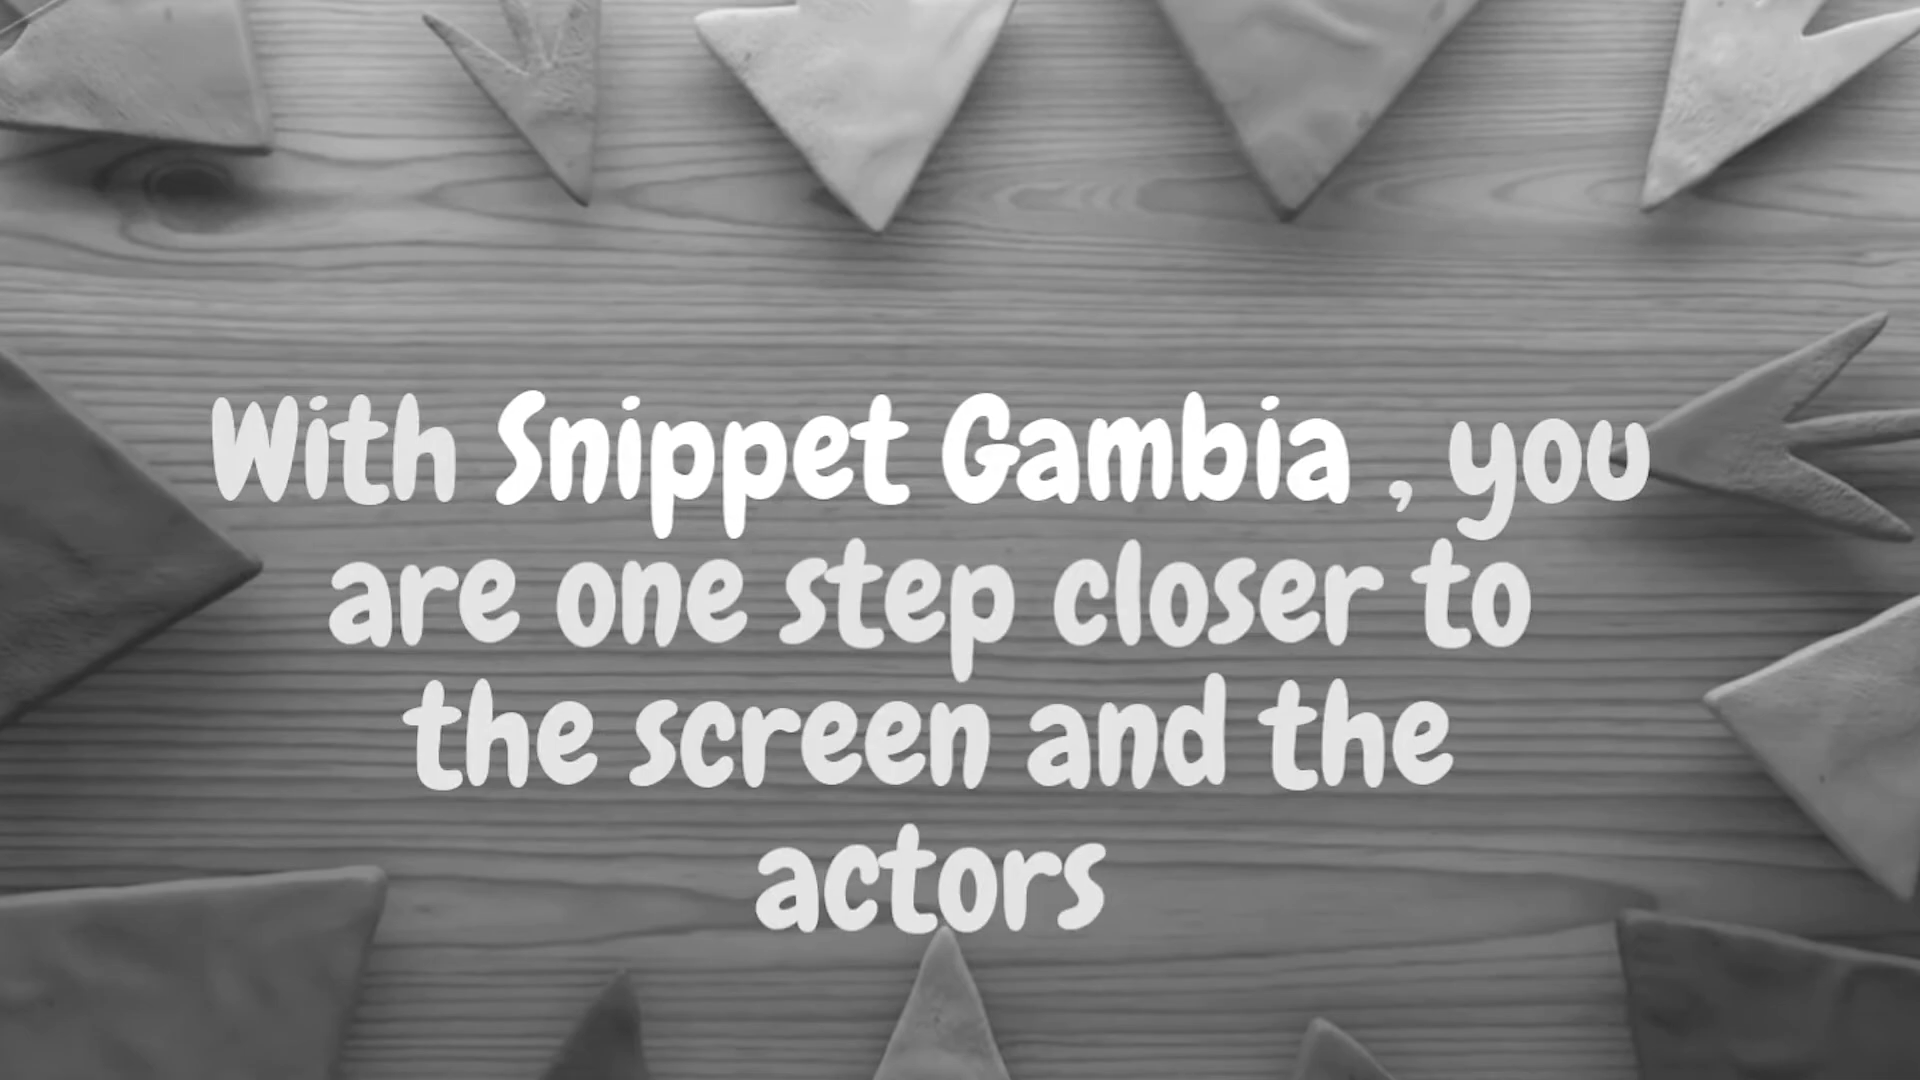 With Snippet Gambia , you
are one step closer to
the screen and the
actors